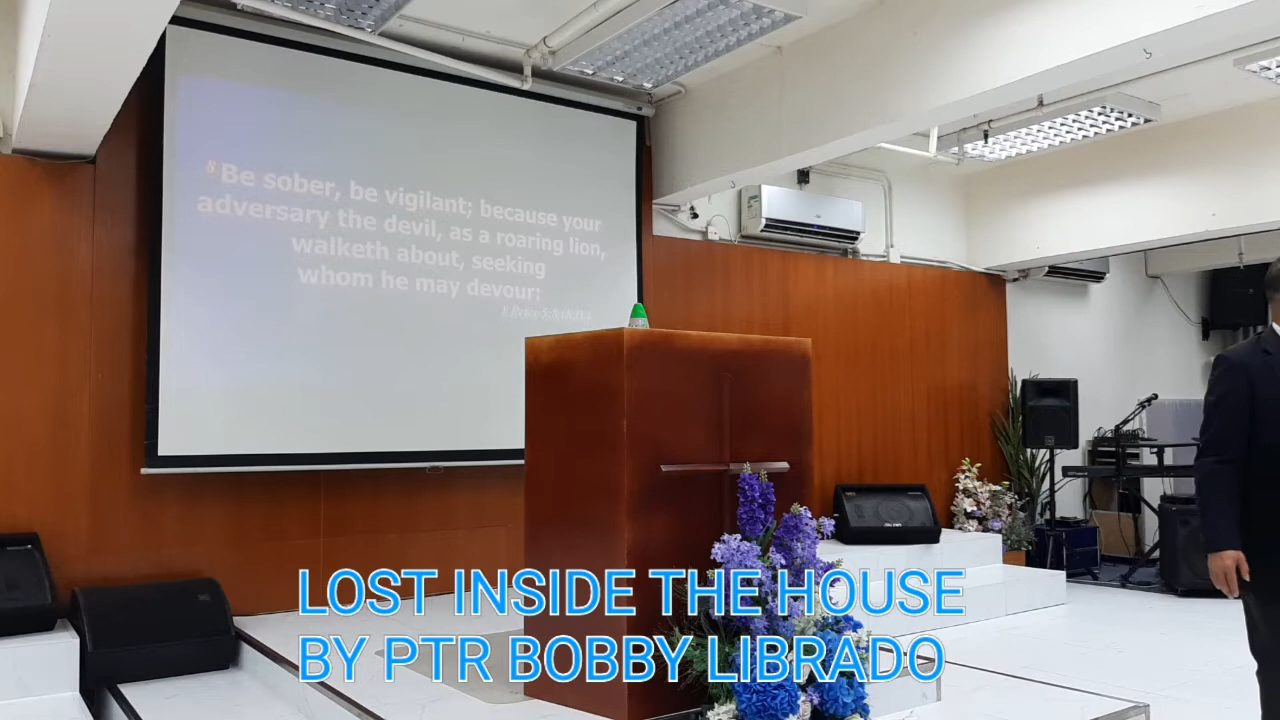 8 Be sober, be vigilant; because your
adversary the devil, as a roaring lion,
walketh about, seeking
whom he may devour:
LOST INSIDE THE HOUSE
BY PTR BOBBY LIBRADO